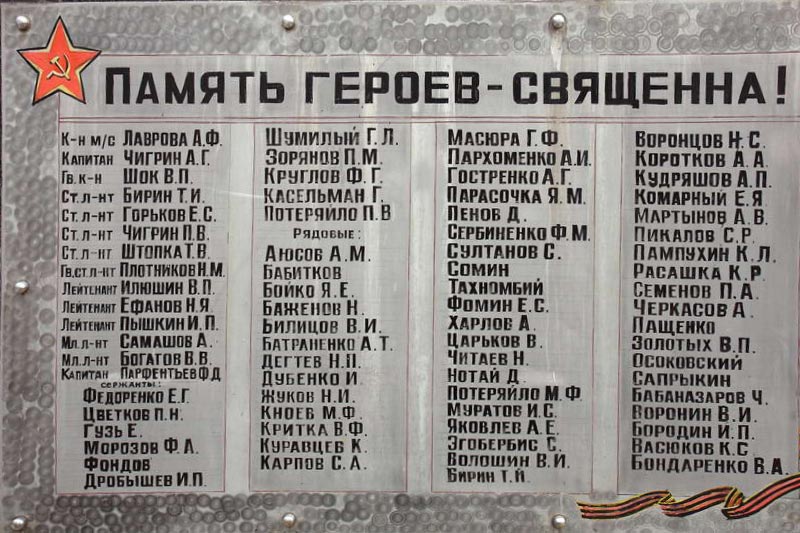 Память героев - священна!
К-н м/с Лаврова А.Ф.
Капитан Чигрин А.Г.
Гв. к-н Шок В.П.
Ст. л-нт Бирин Т.И.
Ст. л-нт Горьков Е.С.
Ст. л-нт Чигрин П.В.
Ст. л-нт Штопка Т.В.
Гв. ст. л-нт Плотников Н.М.
Лейтенант Илюшин В.П.
Лейтенант Ефанов Н.Я
Лейтенант Пышкин И.П.
Мл. л-нт Самашов А.
Мл. л-нт Богатов В.В.
Капитан Парфентьев Ф.Д
сержанты:
Федоренко Е.Г.
Цветков П.Н.
Гузь Е.
Морозов Ф.А.
Фондов
Дробышев И.П.
Шумилый Г.Л.
Зорянов П.М.
Круглов Ф.Г.
Касельман Г.
Потеряйло П.В
Рядовые:
Аюсов А.М.
Бабитков
Бойко Я.Е.
Баженов Н.
Билицов В.И.
Батраненко А.Т.
Дегтев Н.П.
Дубенко И.
Жуков Н.И.
Кноев М.Ф.
Критка В.Ф.
Куравцев К.
Карпов С.А.
Масюра Г.Ф.
Пархоменко А.И.
Гостренко А.Г.
Парасочка Я.М.
Пенов Д.
Сербиненко Ф.М.
Султанов С.
Сомин
Тахномбий
Фомин Е.С.
Харлов А.
Царьков В.
Читаев Н.
Нотай Д.
Потеряйло М.Ф.
Муратов И.С.
Яковлев А.Е.
Эгобербис С.
Волошин В.И.
Бирин Т.И.
Воронцов Н.С.
Коротков А.А.
Кудряшов А.П.
Комарный Е.Я
Мартынов А.В.
Пикалов С.Р.
Пампухин К.Л.
Расашка К.Р.
Семенов П.А.
Черкасов А.
Пащенко
Золотых В.П.
Осоковский
Сапрыкин
Бабаназаров Ч.
Воронин В.И.
Бородин И.П.
Васюков К.С
Бондаренко В.А.